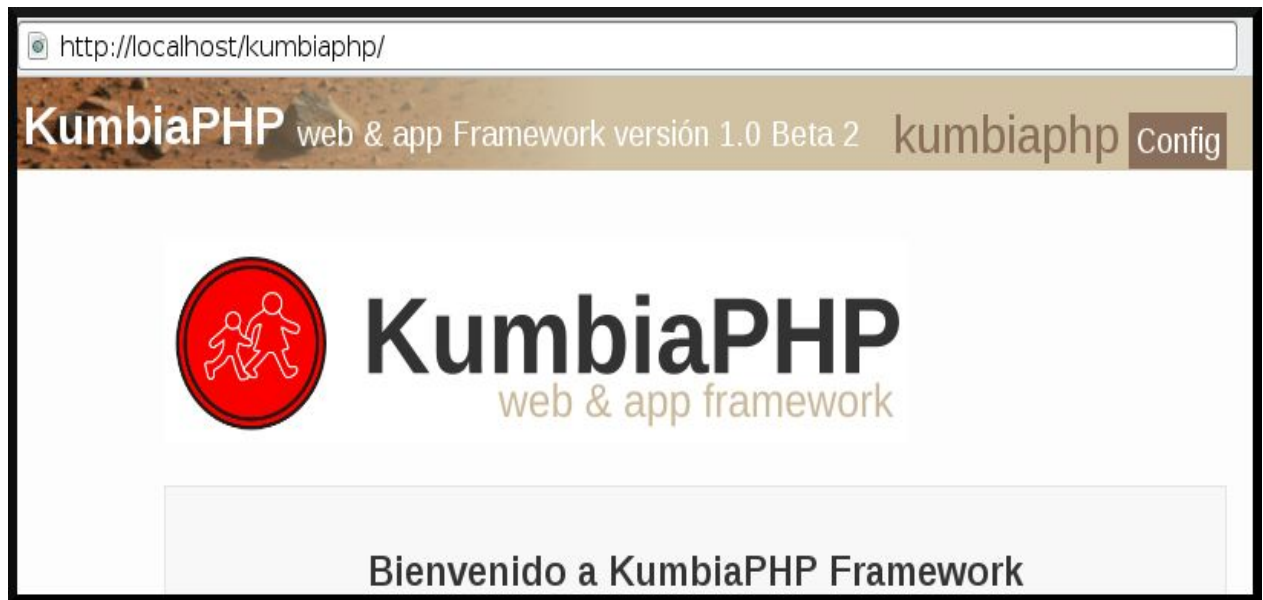 http://localhost/kumbiaphp/
KumbiaPHP web & app Framework versión 1.0 Beta 2 kumbiaphp Config
KumbiaPHP
web & app framework
Bienvenido a KumbiaPHP Framework